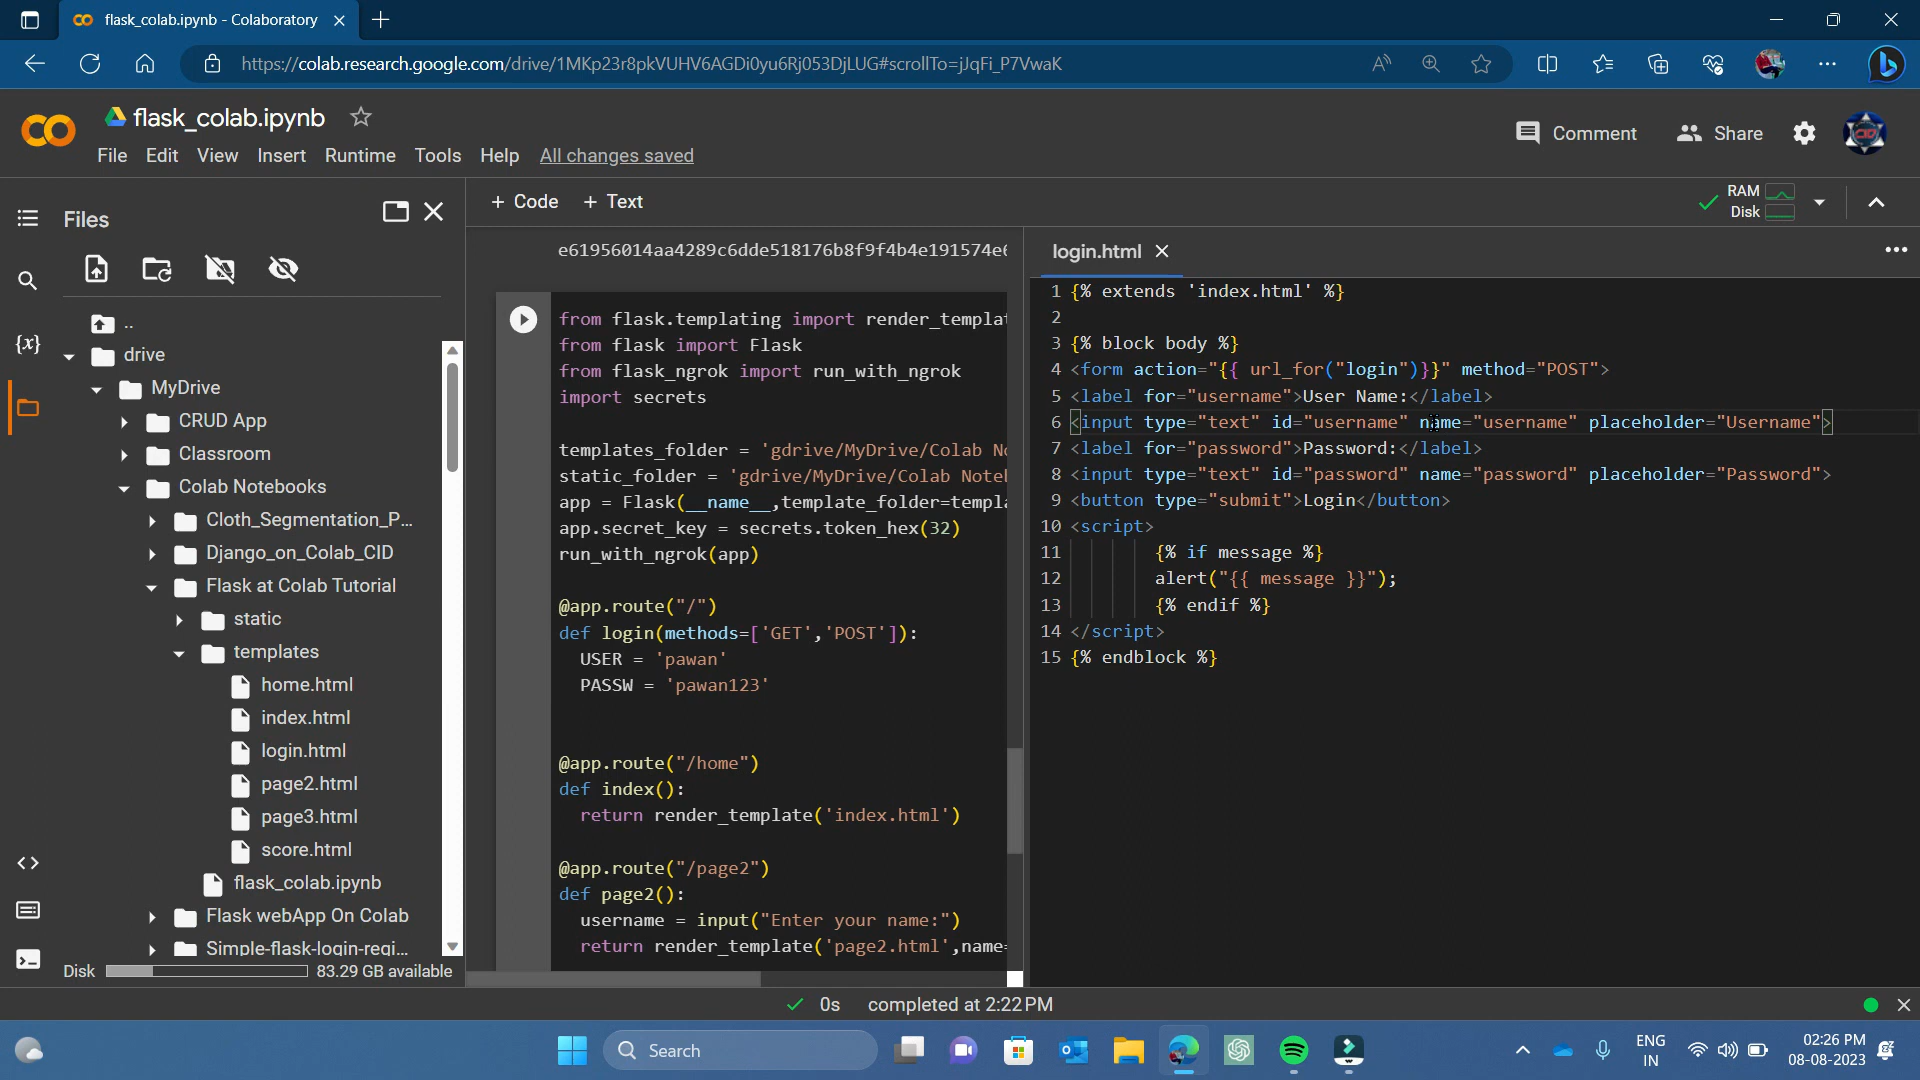 flask_colab.ipynb - Colaboratory
https://colab.research.google.com/drive/1MKp23r8pkVUHV6AGDi0yu6Rj053DjLUG#scrollTo=jJqFi_P7VwaK
flask_colab.ipynb
Comment
Share
File Edit View Insert Runtime Tools Help All changes saved
Files
+ Code + Text
RAM
Disk
..
drive
MyDrive
CRUD App
Classroom
Colab Notebooks
Cloth_Segmentation_P...
Django_on_Colab_CID
Flask at Colab Tutorial
static
templates
home.html
index.html
login.html
page2.html
page3.html
score.html
flask_colab.ipynb
Flask webApp On Colab
Simple-flask-login-regi...
Disk 83.29 GB available
e61956014aa4289c6dde518176b8f9f4b4e191574e6
from flask.templating import render_templat
from flask import Flask
from flask_ngrok import run_with_ngrok
import secrets
templates_folder = 'gdrive/MyDrive/Colab No
static_folder = 'gdrive/MyDrive/Colab Noteb
app = Flask(__name__,template_folder=templa
app.secret_key = secrets.token_hex(32)
run_with_ngrok(app)
@app.route("/")
def login(methods=['GET','POST']):
USER = 'pawan'
PASSW = 'pawan123'
@app.route("/home")
def index():
return render_template('index.html')
@app.route("/page2")
def page2():
username = input("Enter your name:")
return render_template('page2.html',name=
login.html
1 {% extends 'index.html' %}
2
3 {% block body %}
4 <form action="{{ url_for("login")}}" method="POST">
5 <label for="username">User Name:</label>
6 <input type="text" id="username" name="username" placeholder="Username">
7 <label for="password">Password:</label>
8 <input type="text" id="password" name="password" placeholder="Password">
9 <button type="submit">Login</button>
10 <script>
11 {% if message %}
12 alert("{{ message }}");
13 {% endif %}
14 </script>
15 {% endblock %}
0s completed at 2:22 PM
Search
ENG
IN
02:26 PM
08-08-2023